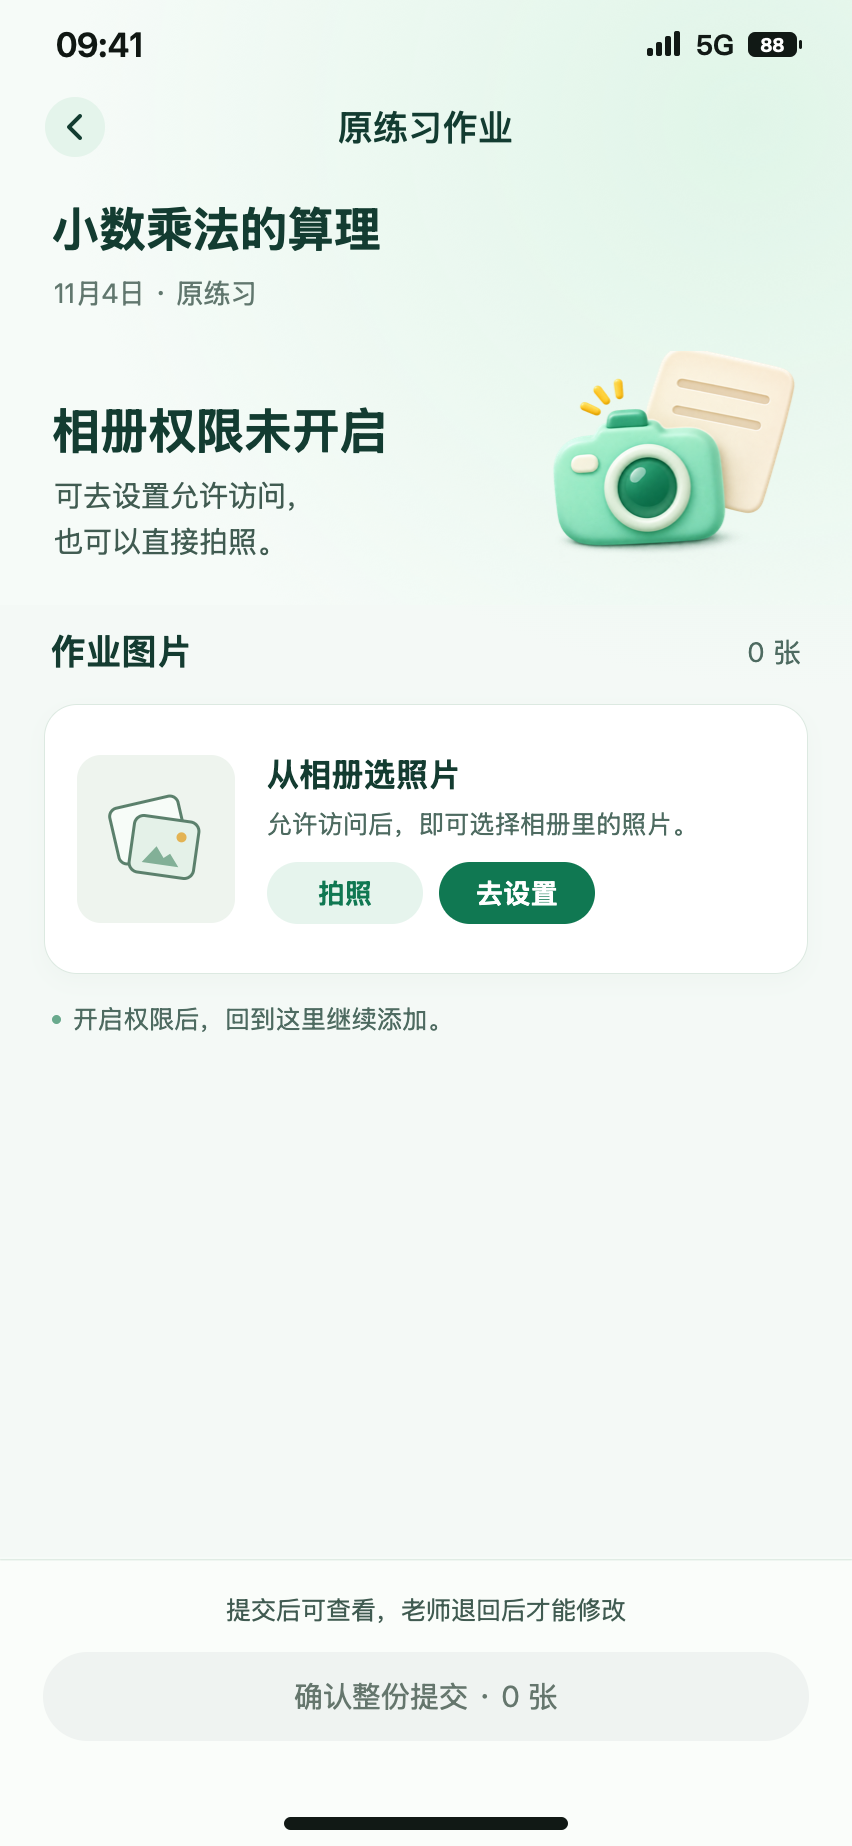 09:41
5G 88
原练习作业
小数乘法的算理
11月4日 · 原练习
相册权限未开启
可去设置允许访问，
也可以直接拍照。
作业图片
0 张
从相册选照片
允许访问后，即可选择相册里的照片。
拍照
去设置
开启权限后，回到这里继续添加。
提交后可查看，老师退回后才能修改
确认整份提交 · 0 张